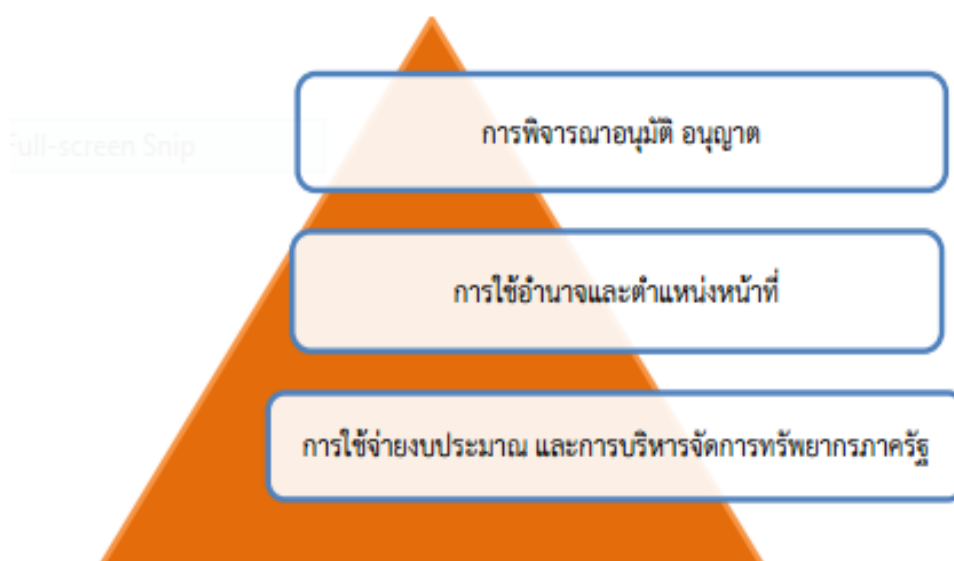 Full-screen Snip
การพิจารณาอนุมัติ อนุญาต
การใช้อำนาจและตำแหน่งหน้าที่
การใช้จ่ายงบประมาณ และการบริหารจัดการทรัพยากรภาครัฐ